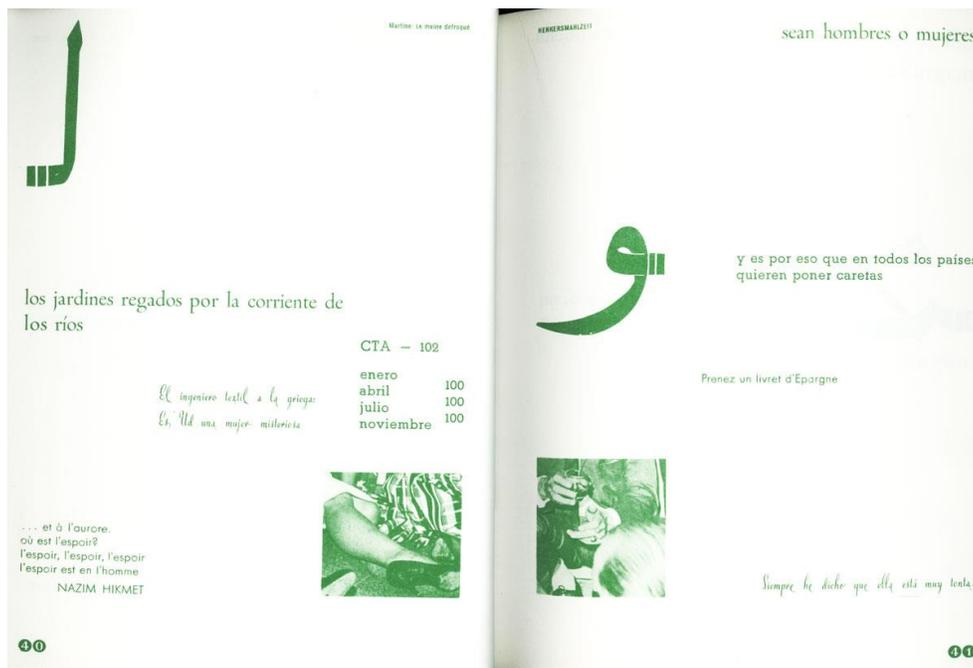 Martine: Le moine défroqué
los jardines regados por la corriente de
los ríos
CTA — 102
enero 100
abril 100
julio 100
noviembre
El ingeniero textil a la griega:
Es Ud una mujer misteriosa
... et à l'aurore.
où est l'espoir?
l'espoir, l'espoir, l'espoir
l'espoir est en l'homme
NAZIM HIKMET
40
HENKERSMAHLZEIT
sean hombres o mujeres
و
y es por eso que en todos los países
quieren poner caretas
Prenez un livret d'Epargne
Siempre he dicho que ella está muy tonta
41